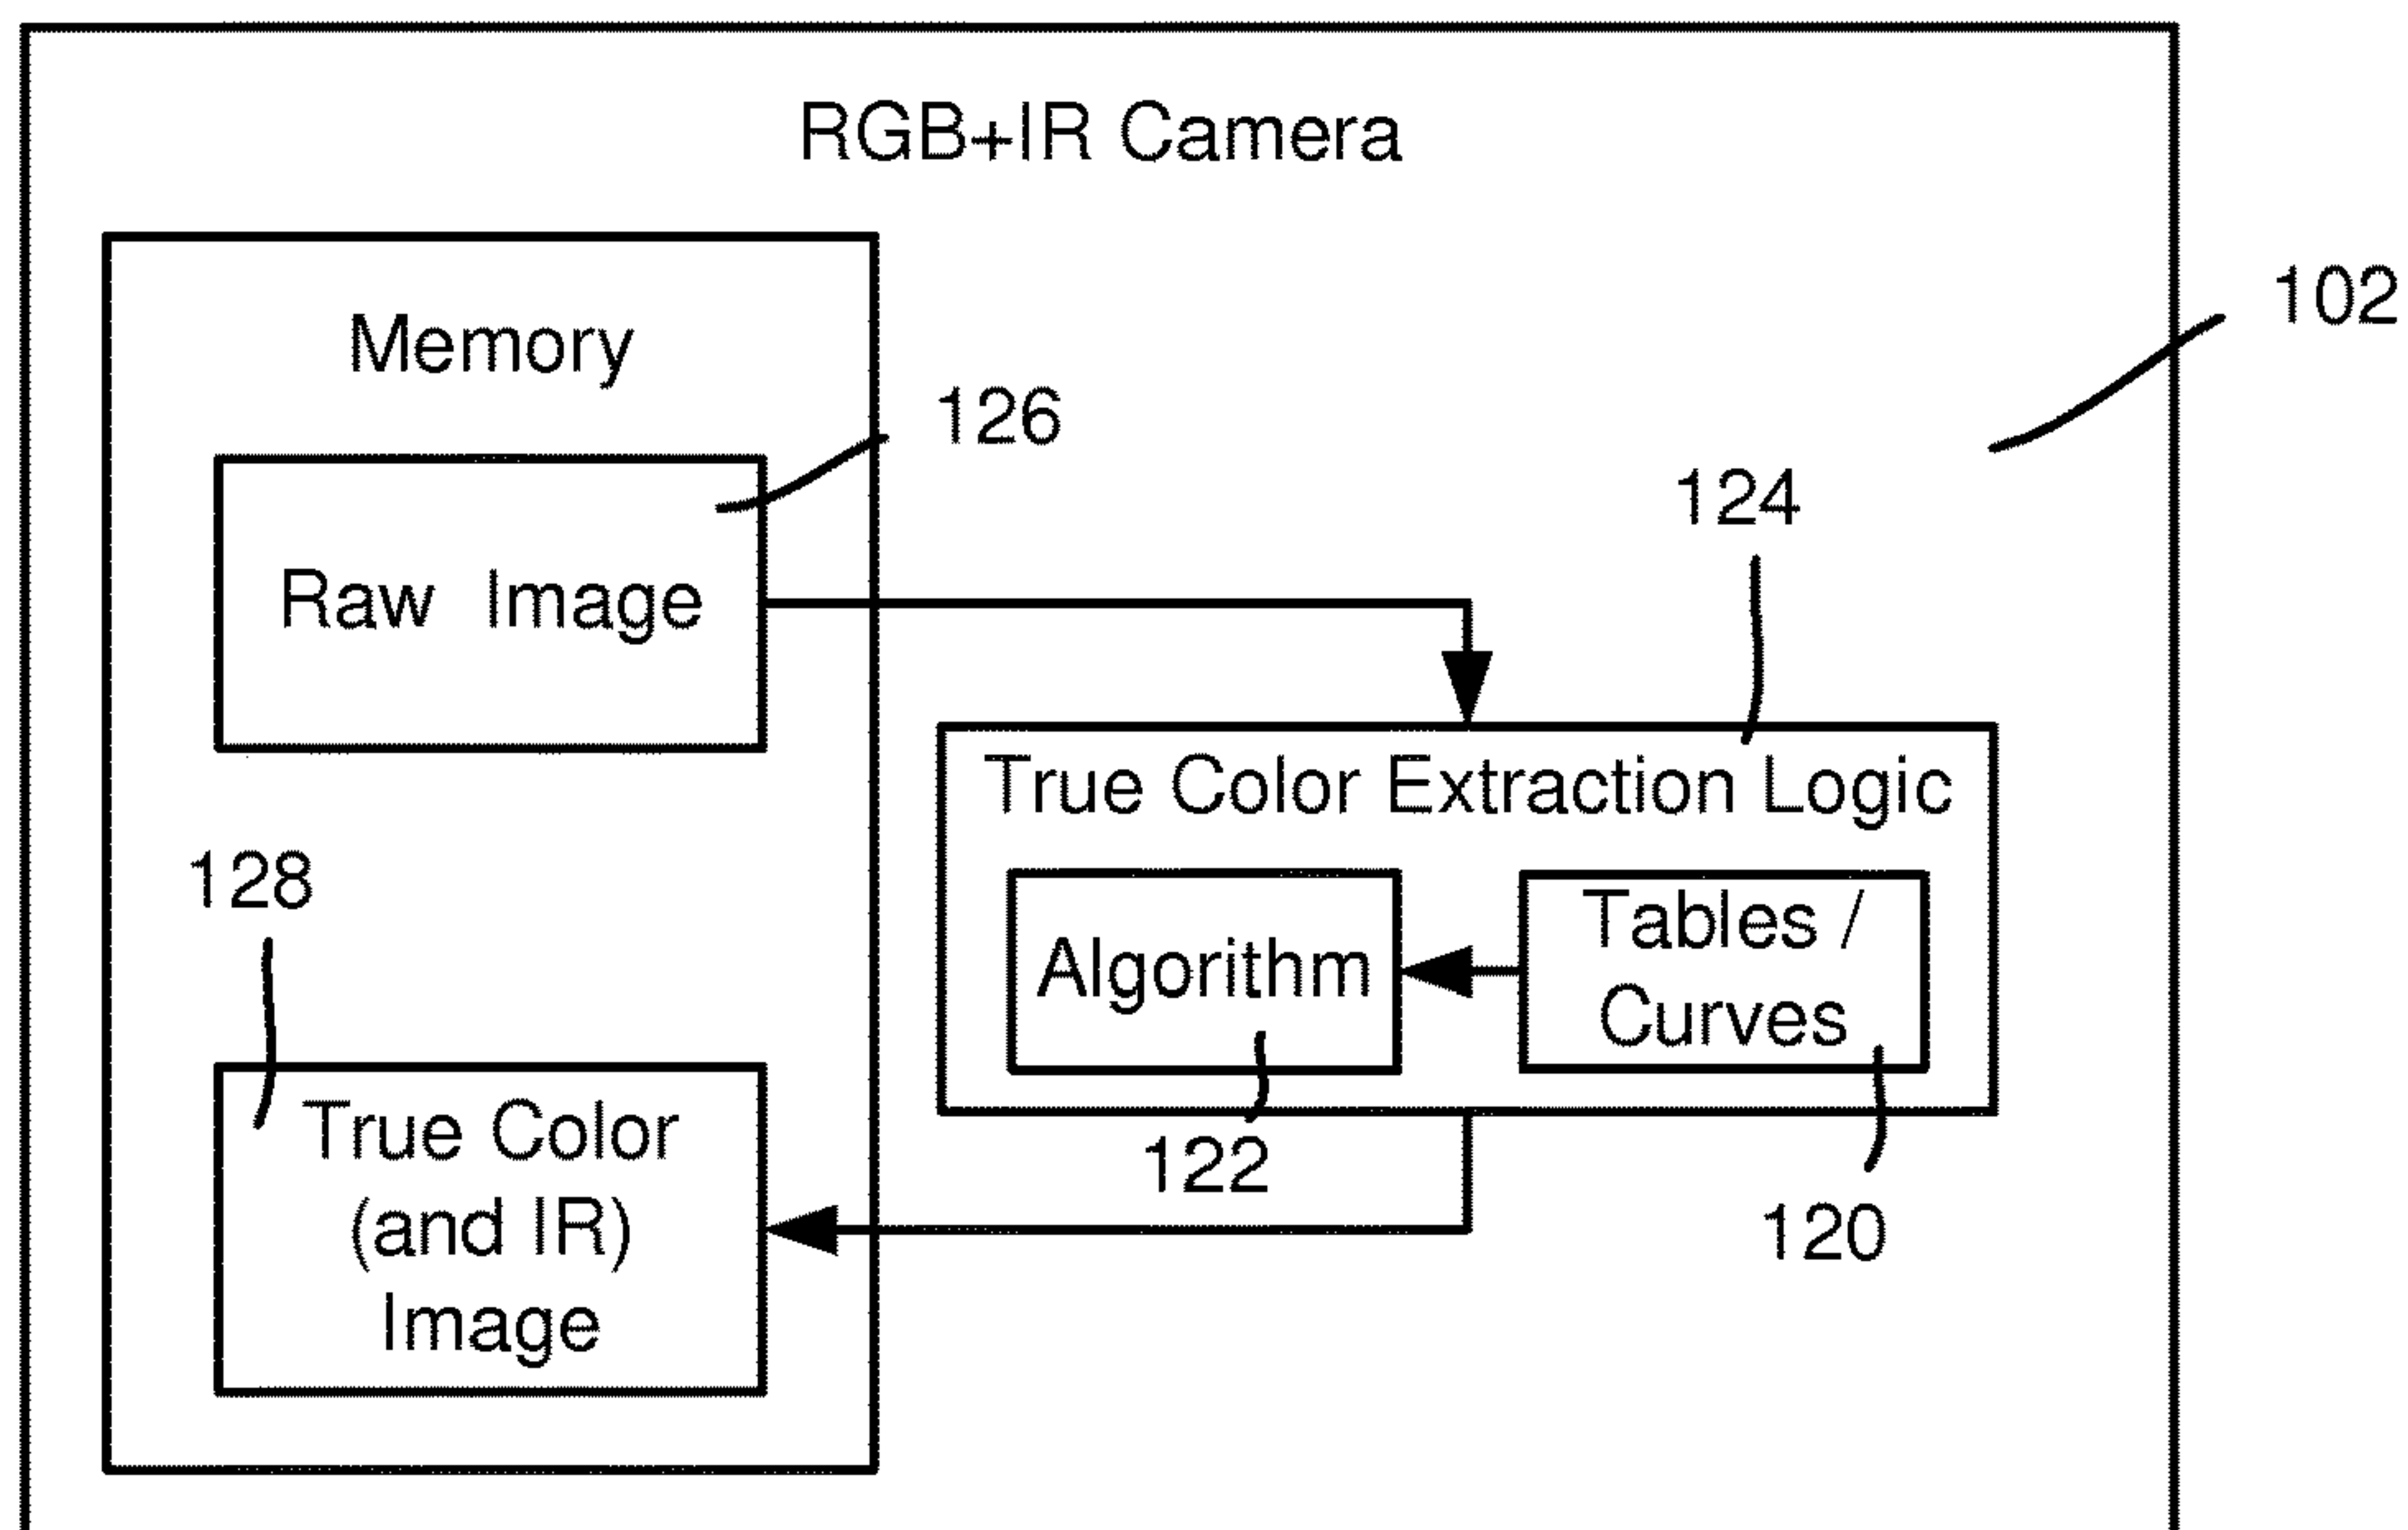 RGB+IR Camera
102
Memory
126
Raw Image
124
True Color Extraction Logic
128
Algorithm
Tables /
Curves
122
120
True Color
(and IR)
Image